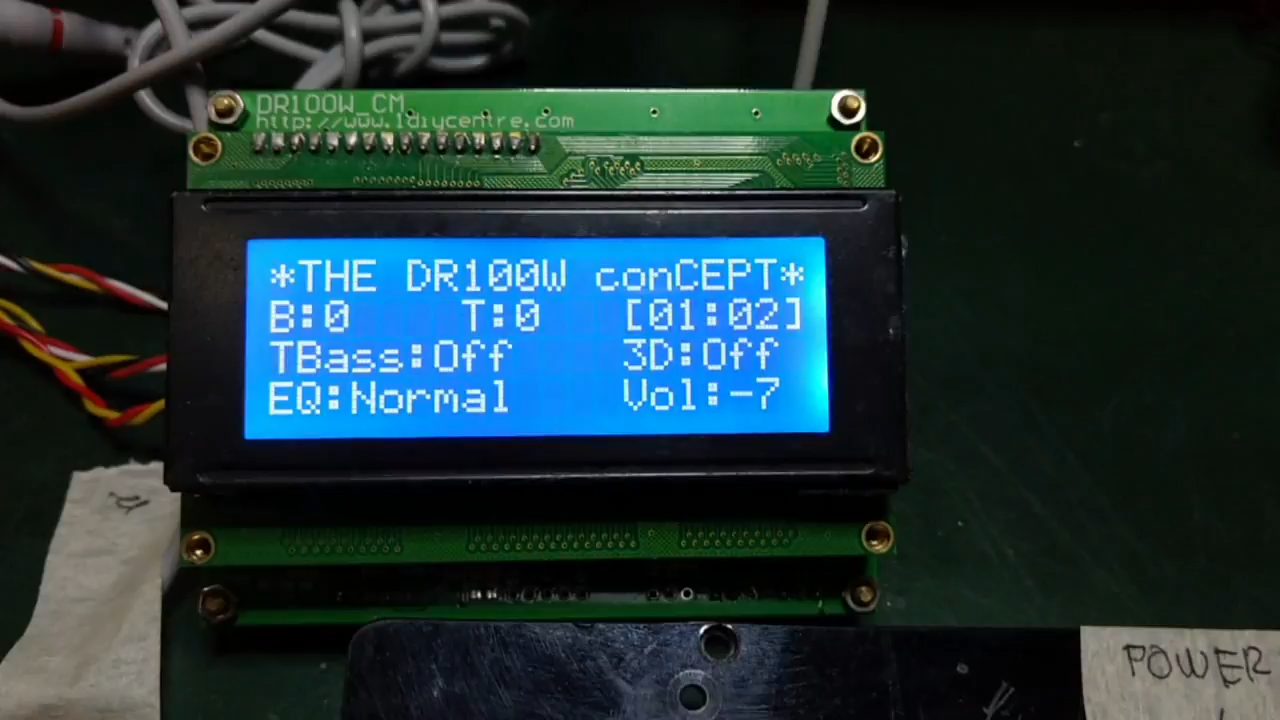 DR100W_CM
http://www.1diycentre.com
*THE DR100W conCEPT*
B:0 T:0 [01:02]
TBass:Off 3D:Off
EQ:Normal Vol:-7
POWER